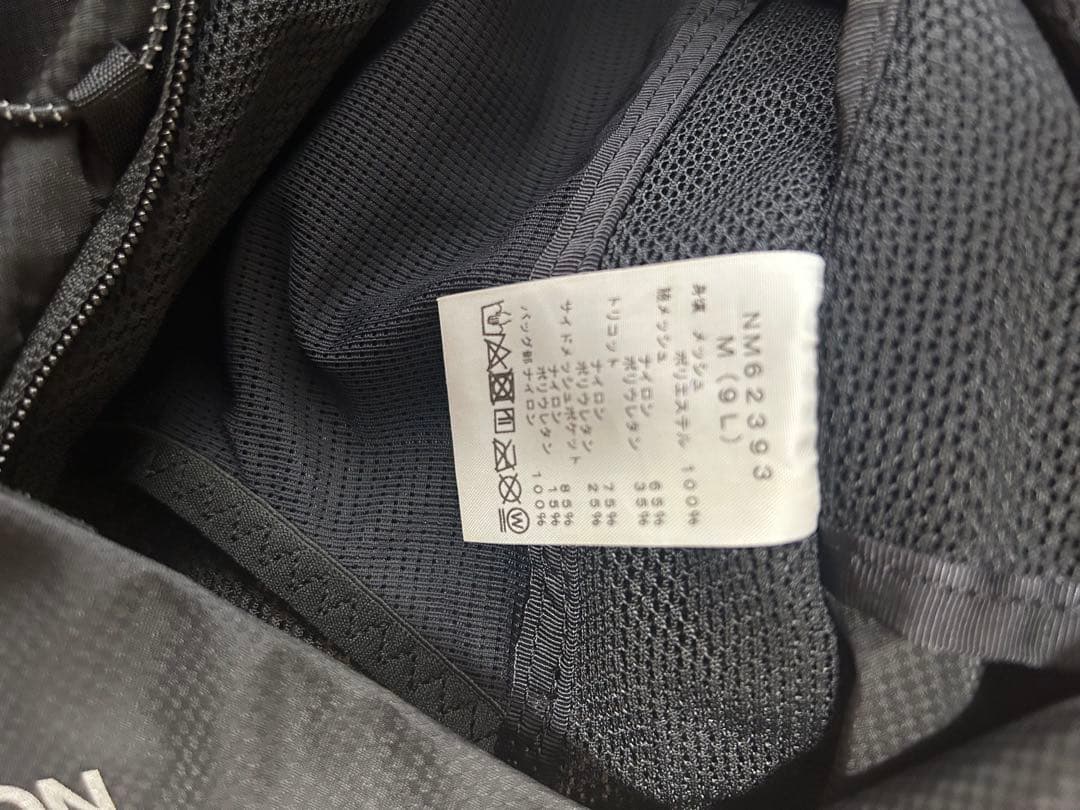 NM62393
M (9L)
身頃 メッシュ
ポリエステル 100%
メッシュ
ナイロン 65%
ポリウレタン 35%
トリコット
ナイロン 75%
ポリウレタン 25%
サイドメッシュポケット
ナイロン 85%
ポリウレタン 15%
バッグ部 ナイロン 100%
W
ON